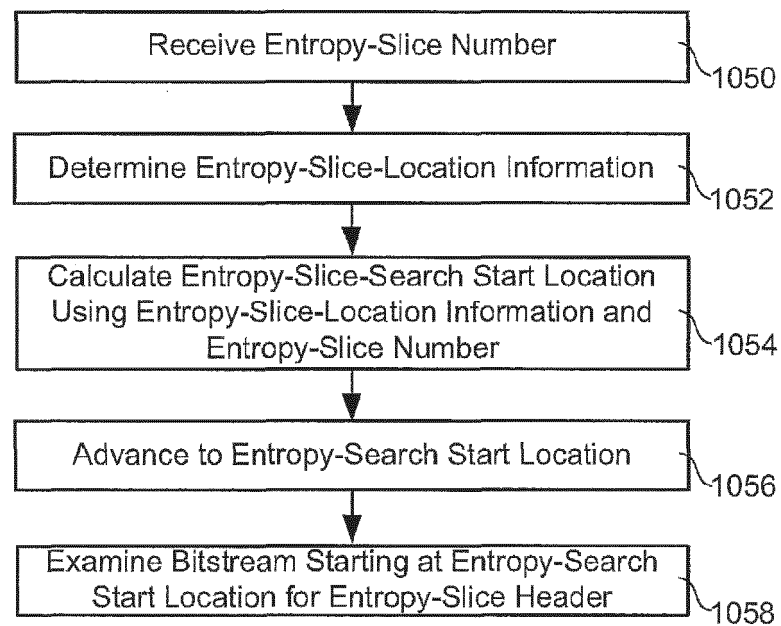 Receive Entropy-Slice Number
1050
Determine Entropy-Slice-Location Information
1052
Calculate Entropy-Slice-Search Start Location
Using Entropy-Slice-Location Information and
Entropy-Slice Number
1054
Advance to Entropy-Search Start Location
1056
Examine Bitstream Starting at Entropy-Search
Start Location for Entropy-Slice Header
1058